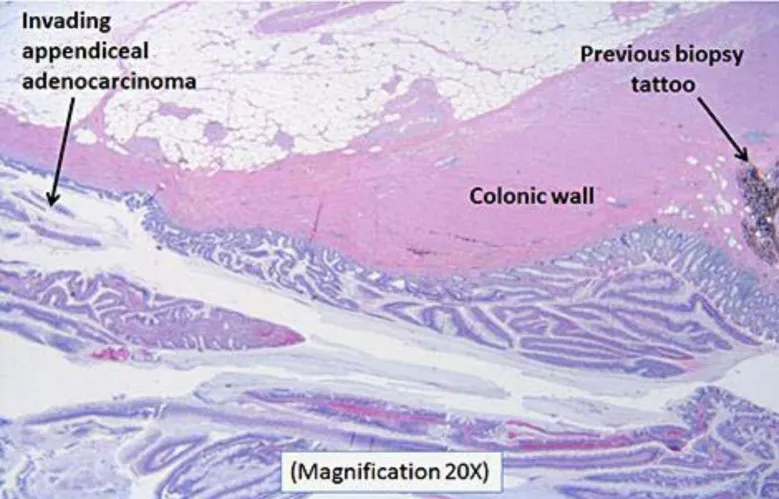 Invading
appendiceal
adenocarcinoma
Previous biopsy
tattoo
Colonic wall
(Magnification 20X)